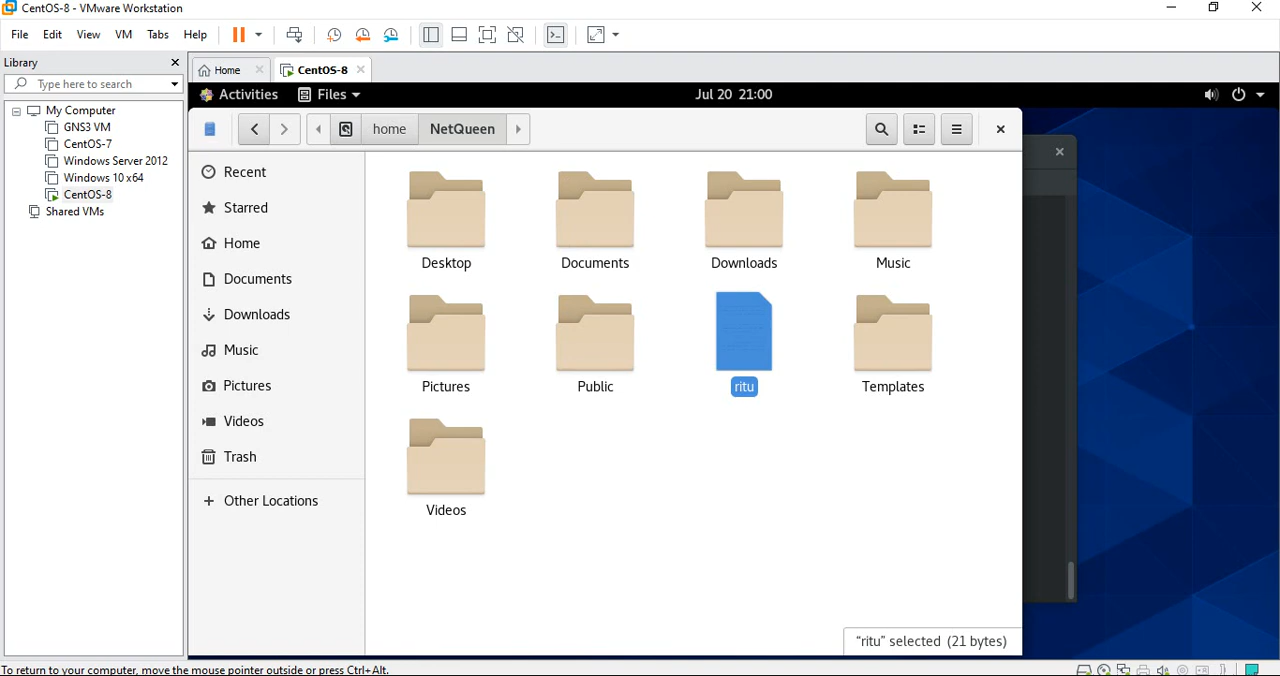 CentOS-8 - VMware Workstation
File Edit View VM Tabs Help
Library
Type here to search
My Computer
GNS3 VM
CentOS-7
Windows Server 2012
Windows 10 x64
CentOS-8
Shared VMs
Home
CentOS-8
Activities Files Jul 20 21:00
home NetQueen
Recent
Starred
Home
Documents
Downloads
Music
Pictures
Videos
Trash
+ Other Locations
Desktop Documents Downloads Music
Pictures Public ritu Templates
Videos
"ritu" selected (21 bytes)
To return to your computer, move the mouse pointer outside or press Ctrl+Alt.